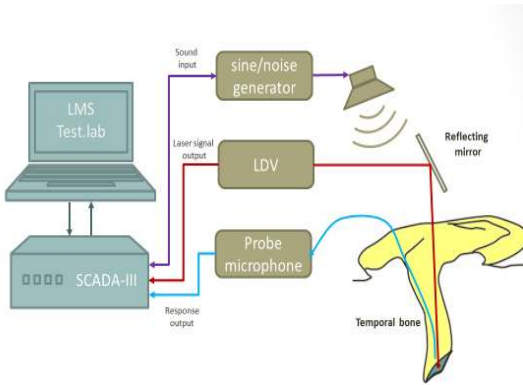 Sound
input
sine/noise
generator
LMS
Test.lab
Laser signal
output
LDV
Reflecting
mirror
Probe
microphone
SCADA-III
Response
output
Temporal bone